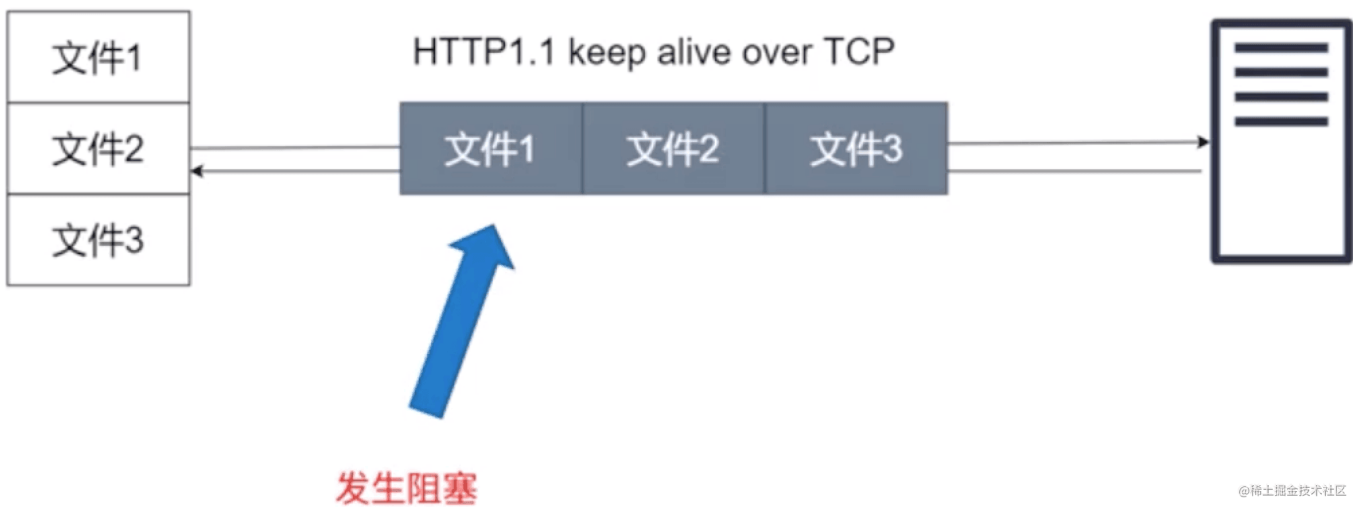 文件1
文件2
文件3
HTTP1.1 keep alive over TCP
文件1 文件2 文件3
发生阻塞
@稀土掘金技术社区